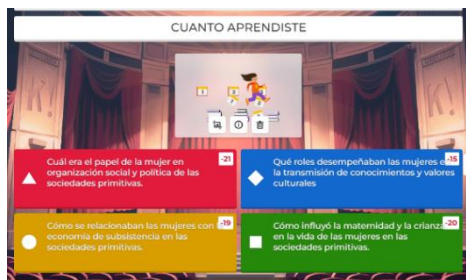 CUANTO APRENDISTE
-21
Cuál era el papel de la mujer en
organización social y política de las
sociedades primitivas.
-15
Qué roles desempeñaban las mujeres e
la transmisión de conocimientos y valores
culturales
-19
Cómo se relacionaban las mujeres con
economía de subsistencia en las
sociedades primitivas.
-20
Cómo influyó la maternidad y la crianza
en la vida de las mujeres en las
sociedades primitivas.